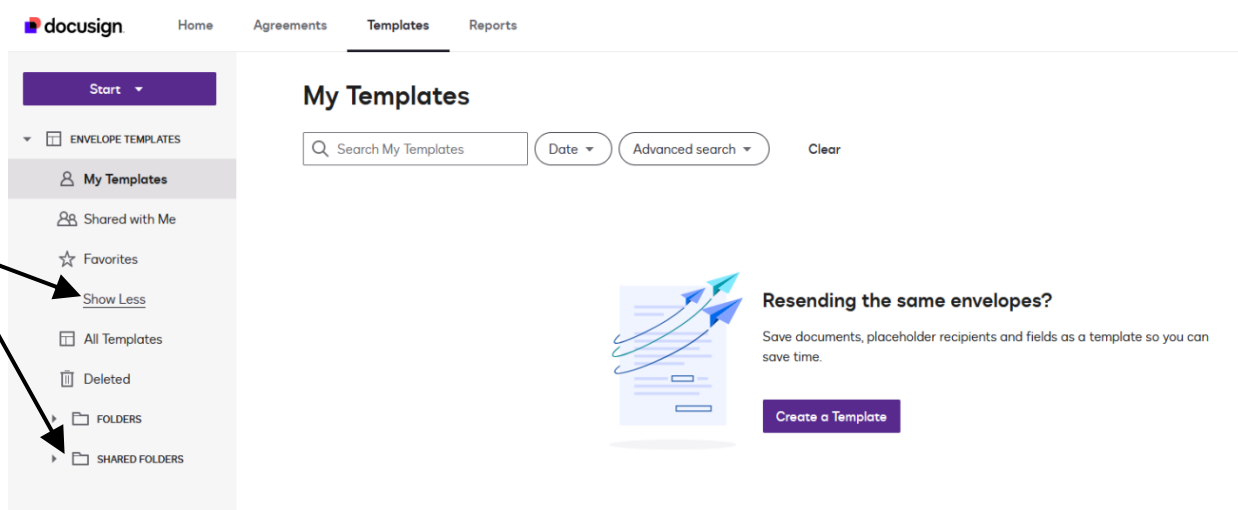 docusign
Home
Agreements
Templates
Reports
Start
ENVELOPE TEMPLATES
My Templates
Shared with Me
Favorites
Show Less
All Templates
Deleted
FOLDERS
SHARED FOLDERS
My Templates
Search My Templates
Date
Advanced search
Clear
Resending the same envelopes?
Save documents, placeholder recipients and fields as a template so you can
save time.
Create a Template